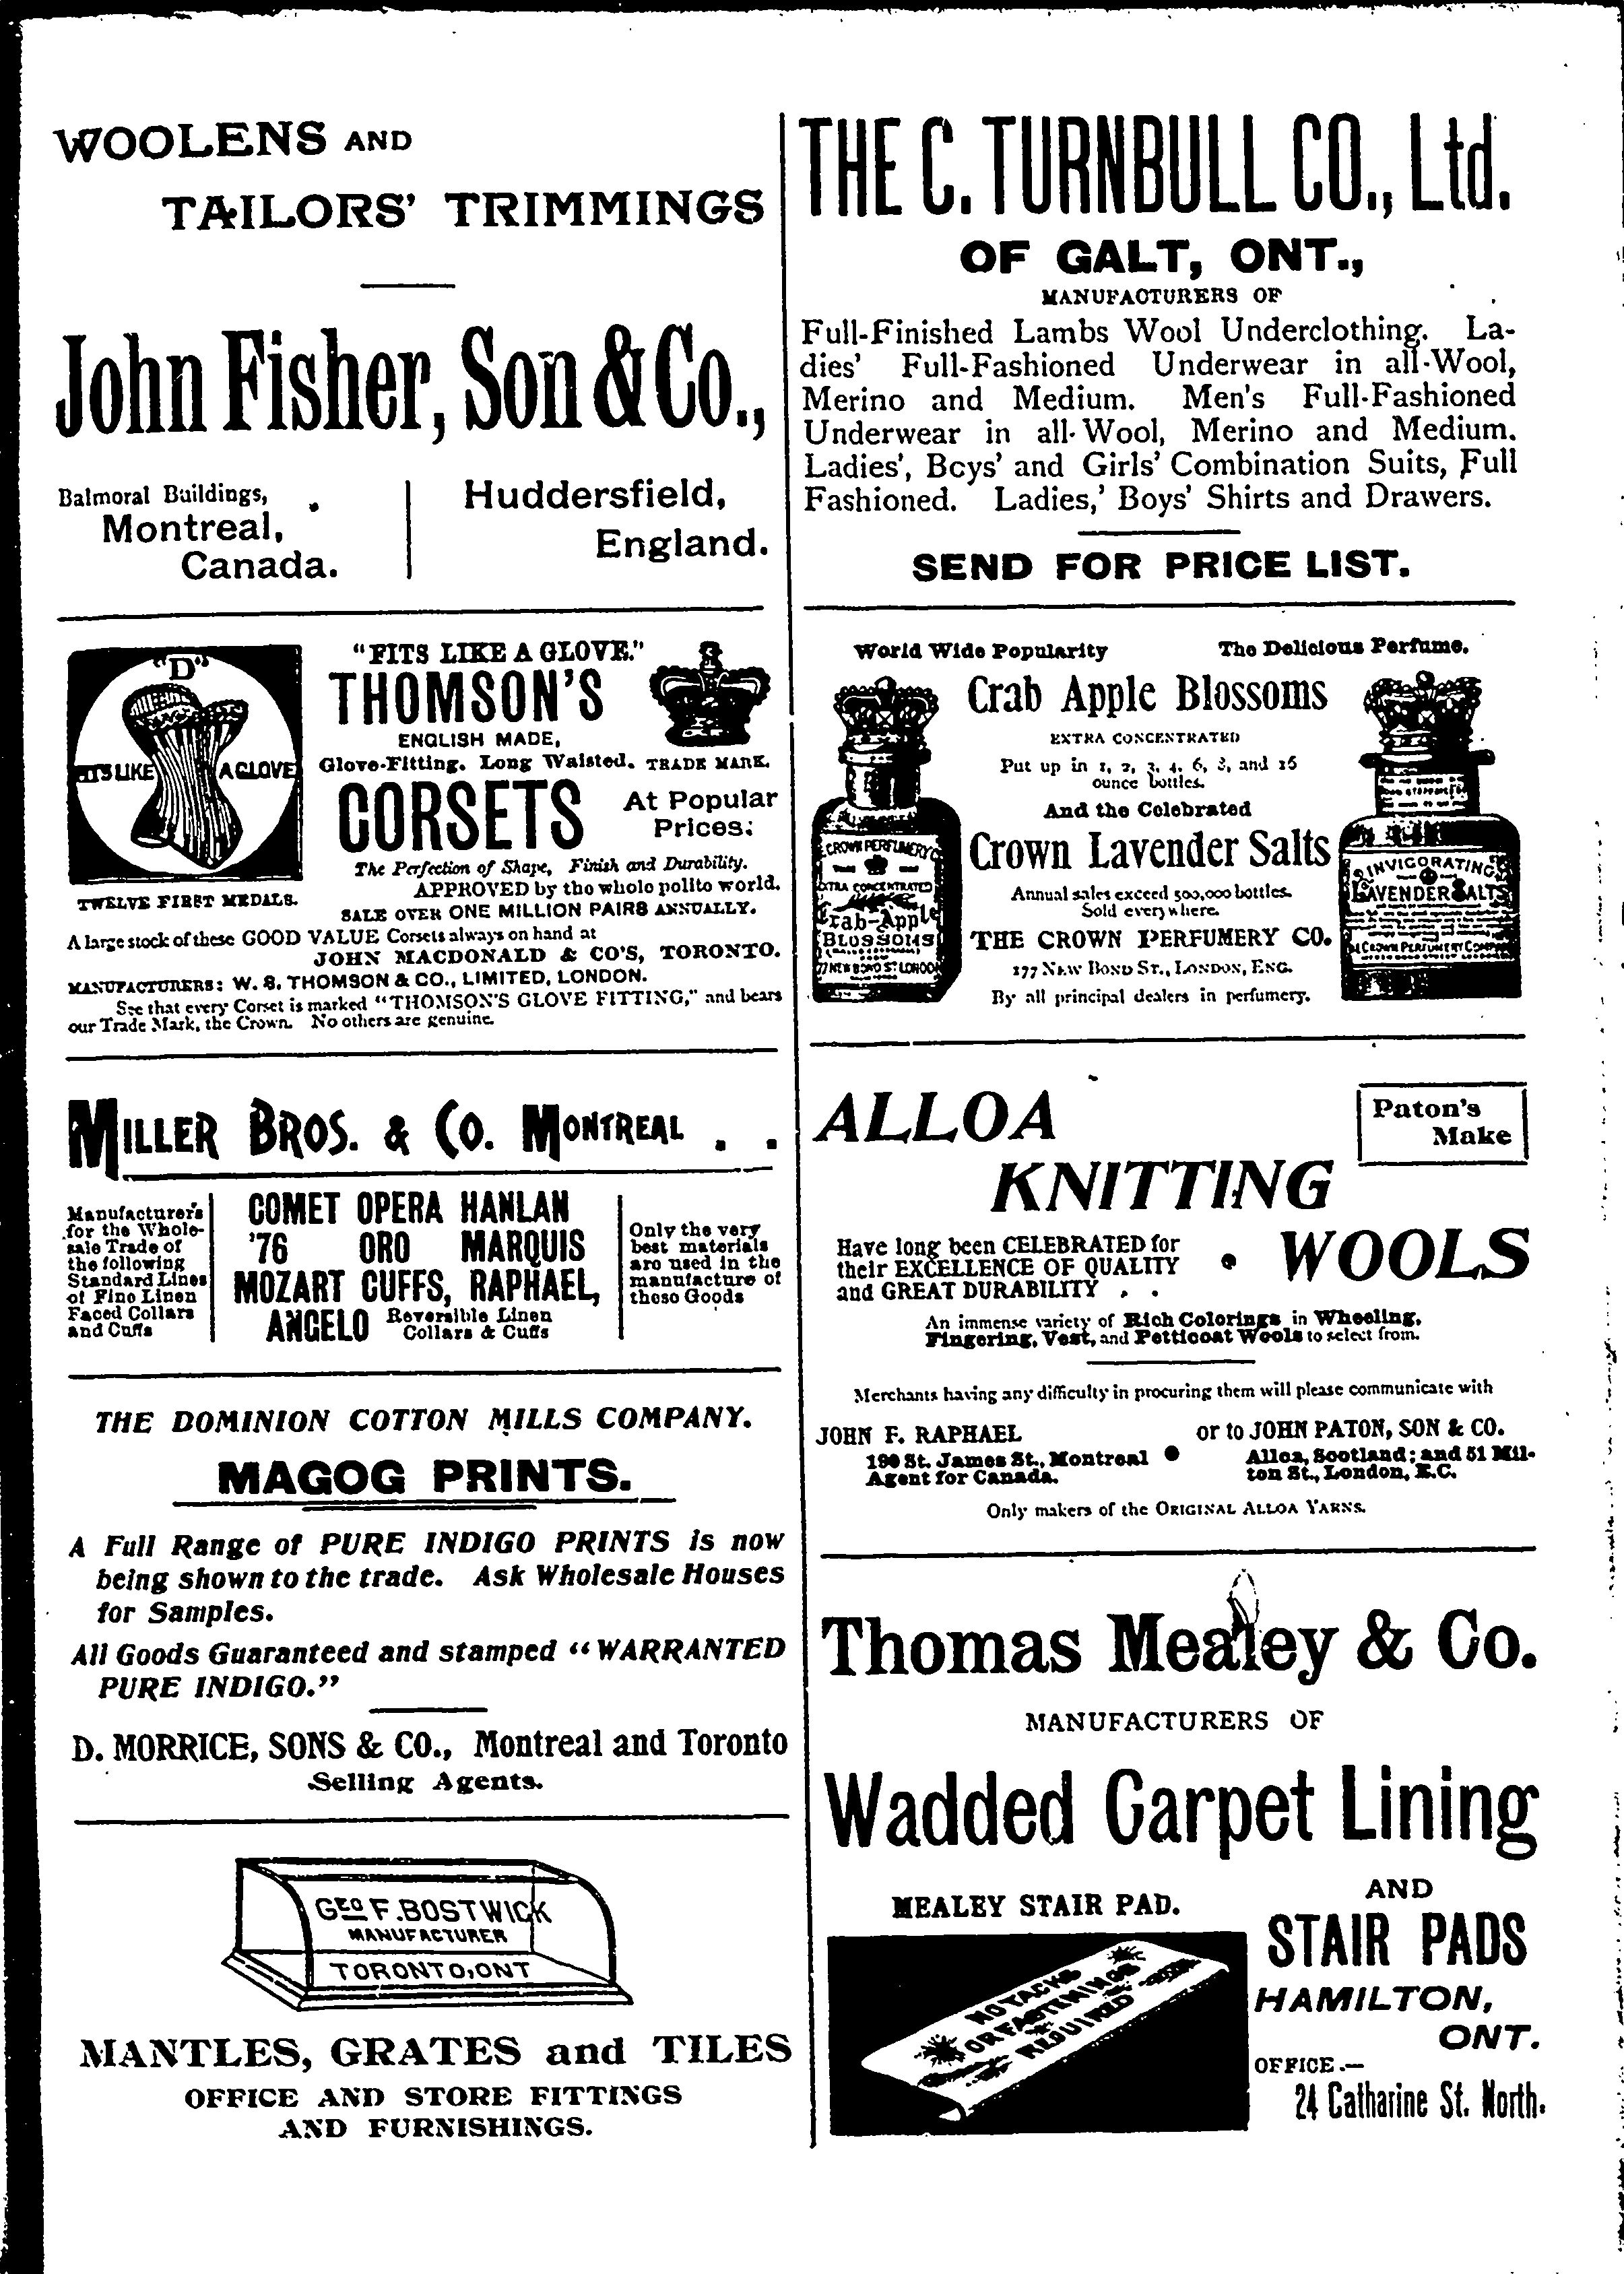 WOOLENS AND
TAILORS' TRIMMINGS
John Fisher, Son & Co.,
Balmoral Buildings,
Montreal,
Canada.
Huddersfield,
England.
"D"
FITS LIKE A GLOVE
TWELVE FIRST MEDALS.
"FITS LIKE A GLOVE."
THOMSON'S
ENGLISH MADE,
Glove-Fitting. Long Waisted. TRADE MARK.
CORSETS
At Popular
Prices:
The Perfection of Shape, Finish and Durability.
APPROVED by the whole polite world.
SALE OVER ONE MILLION PAIRS ANNUALLY.
A large stock of these GOOD VALUE Corsets always on hand at
JOHN MACDONALD & CO'S, TORONTO.
MANUFACTURERS: W. S. THOMSON & CO., LIMITED, LONDON.
See that every Corset is marked "THOMSON'S GLOVE FITTING," and bears
our Trade Mark, the Crown. No others are genuine.
MILLER BROS. & CO. MONTREAL . .
Manufacturers
for the Whole-
sale Trade of
the following
Standard Lines
of Fine Linen
Faced Collars
and Cuffs
COMET OPERA HANLAN
'76 ORO MARQUIS
MOZART CUFFS, RAPHAEL,
ANGELO Reversible Linen
Collars & Cuffs
Only the very
best materials
are used in the
manufacture of
these Goods
THE DOMINION COTTON MILLS COMPANY.
MAGOG PRINTS.
A Full Range of PURE INDIGO PRINTS is now
being shown to the trade. Ask Wholesale Houses
for Samples.
All Goods Guaranteed and stamped "WARRANTED
PURE INDIGO."
D. MORRICE, SONS & CO., Montreal and Toronto
Selling Agents.
GEO F. BOSTWICK
MANUFACTURER
TORONTO, ONT
MANTLES, GRATES and TILES
OFFICE AND STORE FITTINGS
AND FURNISHINGS.
THE C. TURNBULL CO., Ltd.
OF GALT, ONT.,
MANUFACTURERS OF
Full-Finished Lambs Wool Underclothing. La-
dies' Full-Fashioned Underwear in all-Wool,
Merino and Medium. Men's Full-Fashioned
Underwear in all-Wool, Merino and Medium.
Ladies', Boys' and Girls' Combination Suits, Full
Fashioned. Ladies,' Boys' Shirts and Drawers.
SEND FOR PRICE LIST.
World Wide Popularity The Delicious Perfume.
Crab Apple Blossoms
EXTRA CONCENTRATED
Put up in 1, 2, 3, 4, 6, 8, and 16
ounce bottles.
And the Celebrated
Crown Lavender Salts
Annual sales exceed 500,000 bottles.
Sold everywhere.
THE CROWN PERFUMERY CO.
177 NEW BOND ST., LONDON, ENG.
By all principal dealers in perfumery.
CROWN PERFUMERY CO
EXTRA CONCENTRATED
Crab-Apple
BLOSSOMS
177 NEW BOND ST LONDON
INVIGORATING
LAVENDER SALTS
CROWN PERFUMERY COMPANY
ALLOA
KNITTING
WOOLS
Paton's
Make
Have long been CELEBRATED for
their EXCELLENCE OF QUALITY
and GREAT DURABILITY . .
An immense variety of Rich Colorings in Wheeling,
Fingering, Vest, and Petticoat Wools to select from.
Merchants having any difficulty in procuring them will please communicate with
JOHN F. RAPHAEL
190 St. James St., Montreal
Agent for Canada.
or to JOHN PATON, SON & CO.
Alloa, Scotland; and 51 Mil-
ton St., London, E.C.
Only makers of the ORIGINAL ALLOA YARNS.
Thomas Mealey & Co.
MANUFACTURERS OF
Wadded Carpet Lining
MEALEY STAIR PAD.
NO TACKS
OR FASTENINGS
REQUIRED
AND
STAIR PADS
HAMILTON,
ONT.
OFFICE.—
24 Catharine St. North.